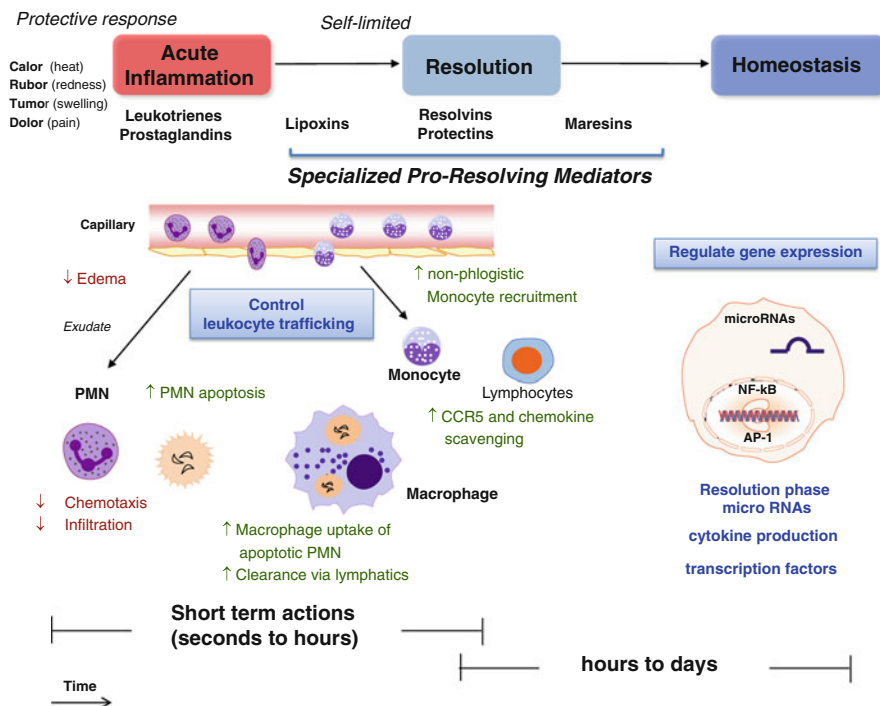 Protective response
Self-limited
Calor (heat)
Rubor (redness)
Tumor (swelling)
Dolor (pain)
Acute
Inflammation
Resolution
Homeostasis
Leukotrienes
Prostaglandins
Lipoxins
Resolvins
Protectins
Maresins
Specialized Pro-Resolving Mediators
Capillary
↓ Edema
Control
leukocyte trafficking
↑ non-phlogistic
Monocyte recruitment
Regulate gene expression
Exudate
microRNAs
Monocyte
Lymphocytes
NF-kB
AP-1
PMN
↑ PMN apoptosis
↑ CCR5 and chemokine
scavenging
Macrophage
↓ Chemotaxis
↓ Infiltration
↑ Macrophage uptake of
apoptotic PMN
↑ Clearance via lymphatics
Resolution phase
micro RNAs
cytokine production
transcription factors
Short term actions
(seconds to hours)
hours to days
Time